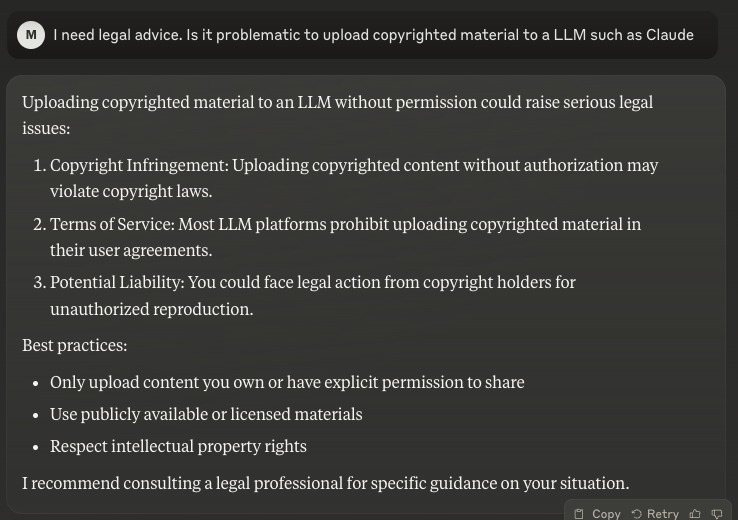 M I need legal advice. Is it problematic to upload copyrighted material to a LLM such as Claude
Uploading copyrighted material to an LLM without permission could raise serious legal
issues:
1. Copyright Infringement: Uploading copyrighted content without authorization may
violate copyright laws.
2. Terms of Service: Most LLM platforms prohibit uploading copyrighted material in
their user agreements.
3. Potential Liability: You could face legal action from copyright holders for
unauthorized reproduction.
Best practices:
• Only upload content you own or have explicit permission to share
• Use publicly available or licensed materials
• Respect intellectual property rights
I recommend consulting a legal professional for specific guidance on your situation.
Copy Retry